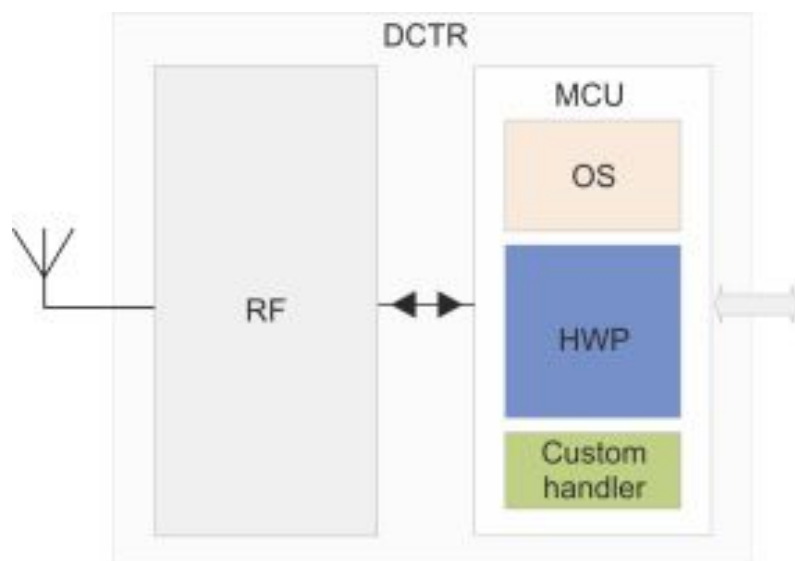 DCTR
RF
MCU
OS
HWP
Custom
handler